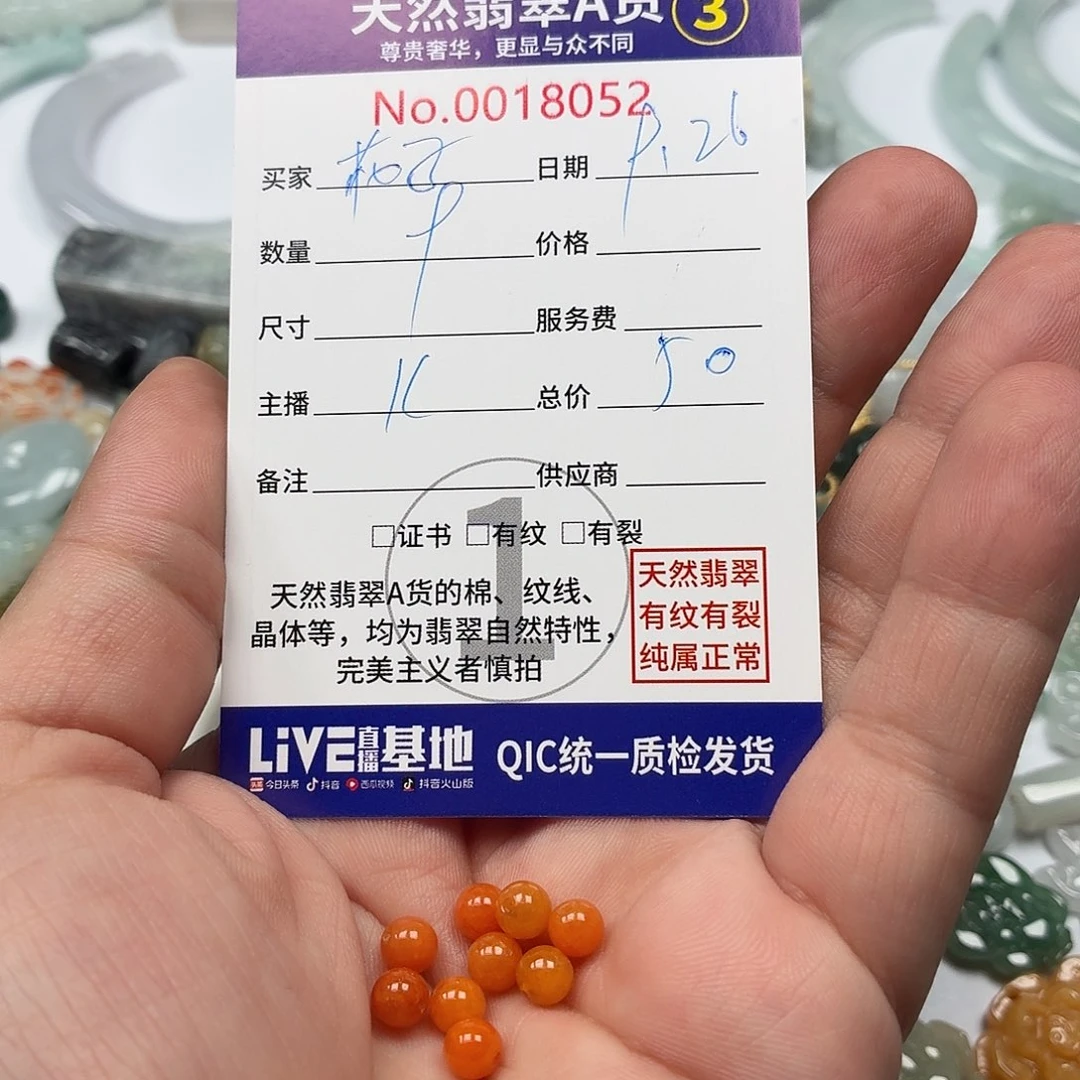 天然翡翠A货 3
尊贵奢华，更显与众不同
No.0018052
买家 日期
数量 价格
尺寸 服务费
主播 总价 50
备注 供应商
□证书 □有纹 □有裂
1
天然翡翠A货的棉、纹线、
晶体等，均为翡翠自然特性，
完美主义者慎拍
天然翡翠
有纹有裂
纯属正常
LiVE直播基地 QIC统一质检发货
头条 今日头条 抖音 西瓜视频 抖音火山版